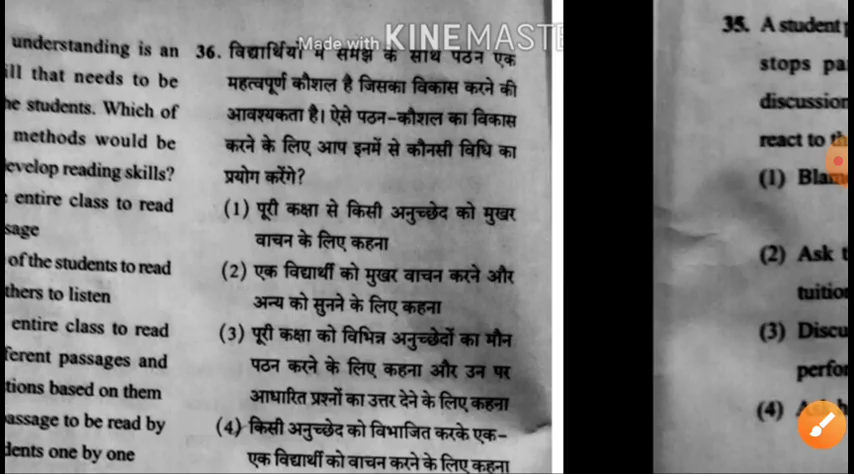 understanding is an
ill that needs to be
he students. Which of
methods would be
evelop reading skills?
entire class to read
sage
of the students to read
thers to listen
entire class to read
ferent passages and
tions based on them
assage to be read by
dents one by one
Made with KINEMAST
36. विद्यार्थियों में समझ के साथ पठन एक
महत्वपूर्ण कौशल है जिसका विकास करने की
आवश्यकता है। ऐसे पठन-कौशल का विकास
करने के लिए आप इनमें से कौनसी विधि का
प्रयोग करेंगे?
(1) पूरी कक्षा से किसी अनुच्छेद को मुखर
वाचन के लिए कहना
(2) एक विद्यार्थी को मुखर वाचन करने और
अन्य को सुनने के लिए कहना
(3) पूरी कक्षा को विभिन्न अनुच्छेदों का मौन
पठन करने के लिए कहना और उन पर
आधारित प्रश्नों का उत्तर देने के लिए कहना
(4) किसी अनुच्छेद को विभाजित करके एक-
एक विद्यार्थी को वाचन करने के लिए कहना
35. A student
stops pa
discussion
react to th
(1) Blam
(2) Ask t
tuition
(3) Discu
perfor
(4)